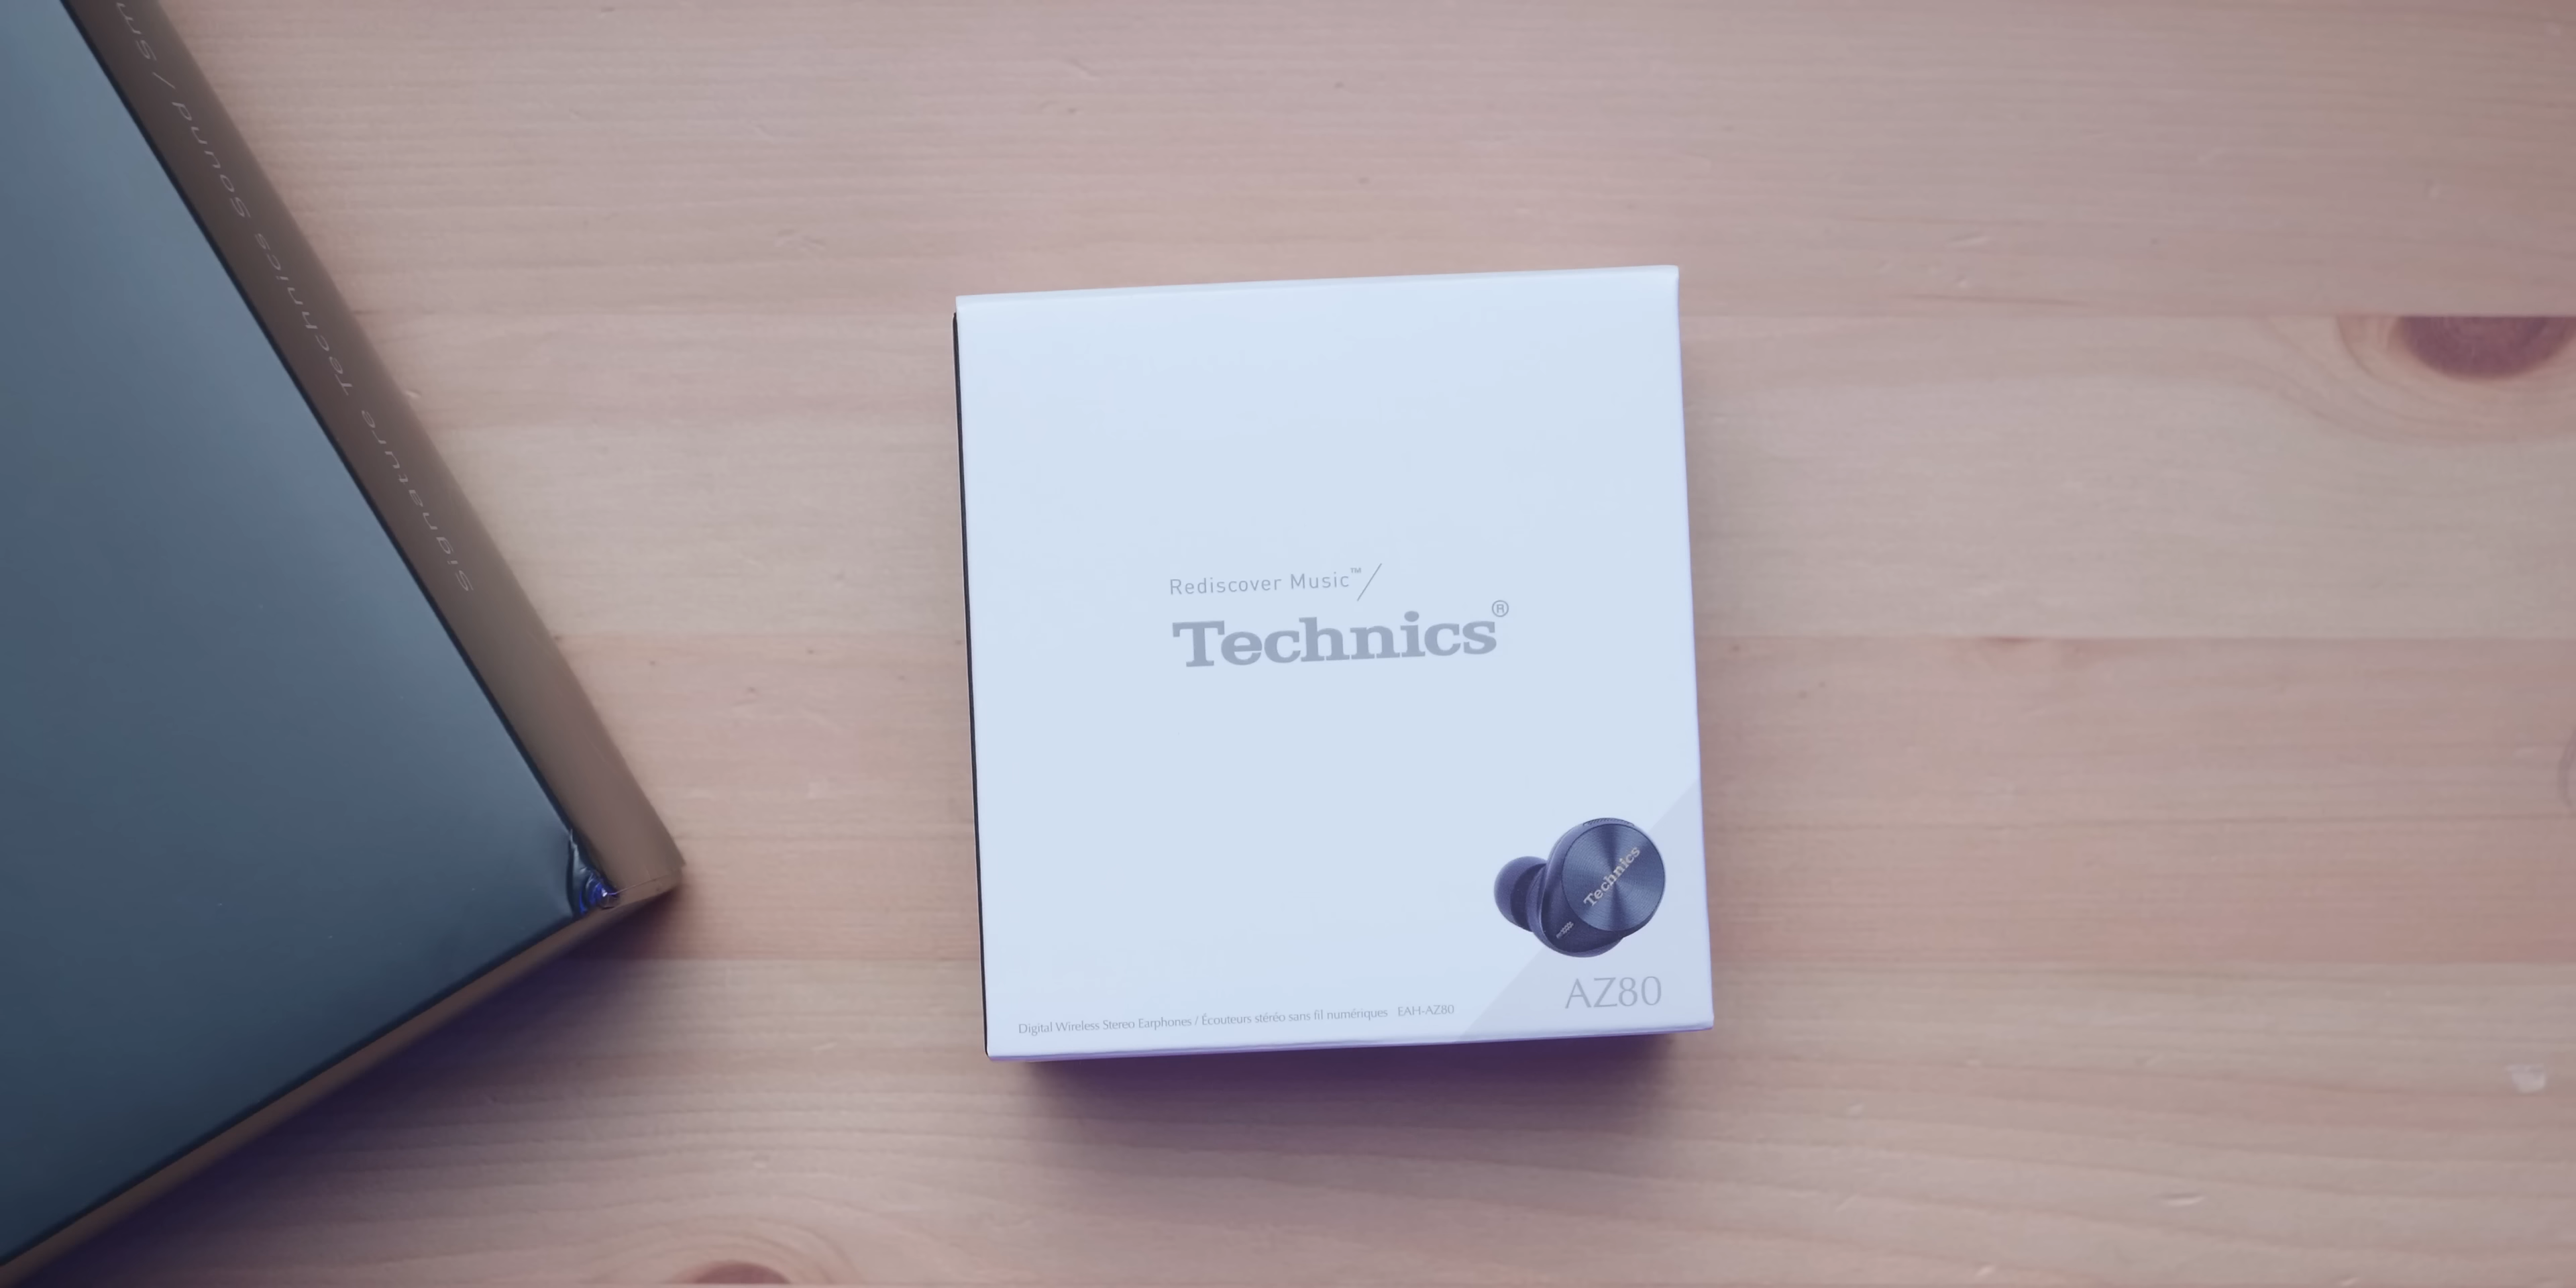 Signature Technics Sound / Sm
Rediscover Music™/
Technics®
Technics
AZ80
Digital Wireless Stereo Earphones / Écouteurs stéréo sans fil numériques EAH-AZ80